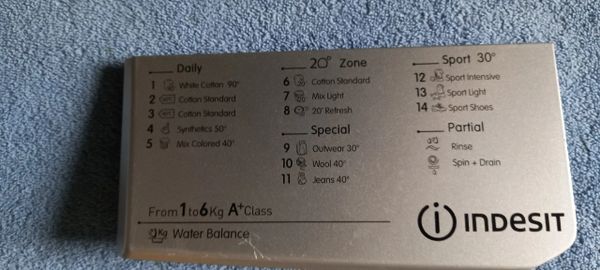 Daily
1 White Cotton 90°
2 Cotton Standard
3 Cotton Standard
4 Synthetics 50°
5 Mix Colored 40°
20° Zone
6 Cotton Standard
7 Mix Light
8 20' Refresh
Special
9 Outwear 30°
10 Wool 40°
11 Jeans 40°
Sport 30°
12 Sport Intensive
13 Sport Light
14 Sport Shoes
Partial
Rinse
Spin + Drain
From 1 to 6Kg A+ Class
Kg Water Balance
INDESIT